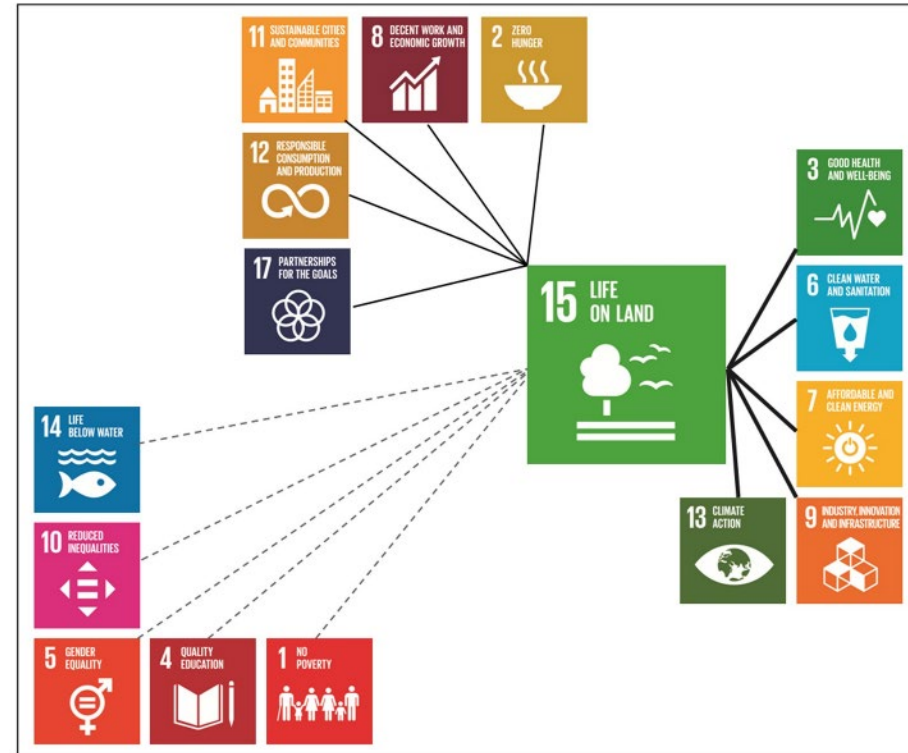 11 SUSTAINABLE CITIES
AND COMMUNITIES
8 DECENT WORK AND
ECONOMIC GROWTH
2 ZERO
HUNGER
12 RESPONSIBLE
CONSUMPTION
AND PRODUCTION
17 PARTNERSHIPS
FOR THE GOALS
3 GOOD HEALTH
AND WELL-BEING
6 CLEAN WATER
AND SANITATION
15 LIFE
ON LAND
7 AFFORDABLE AND
CLEAN ENERGY
14 LIFE
BELOW WATER
13 CLIMATE
ACTION
9 INDUSTRY, INNOVATION
AND INFRASTRUCTURE
10 REDUCED
INEQUALITIES
5 GENDER
EQUALITY
4 QUALITY
EDUCATION
1 NO
POVERTY